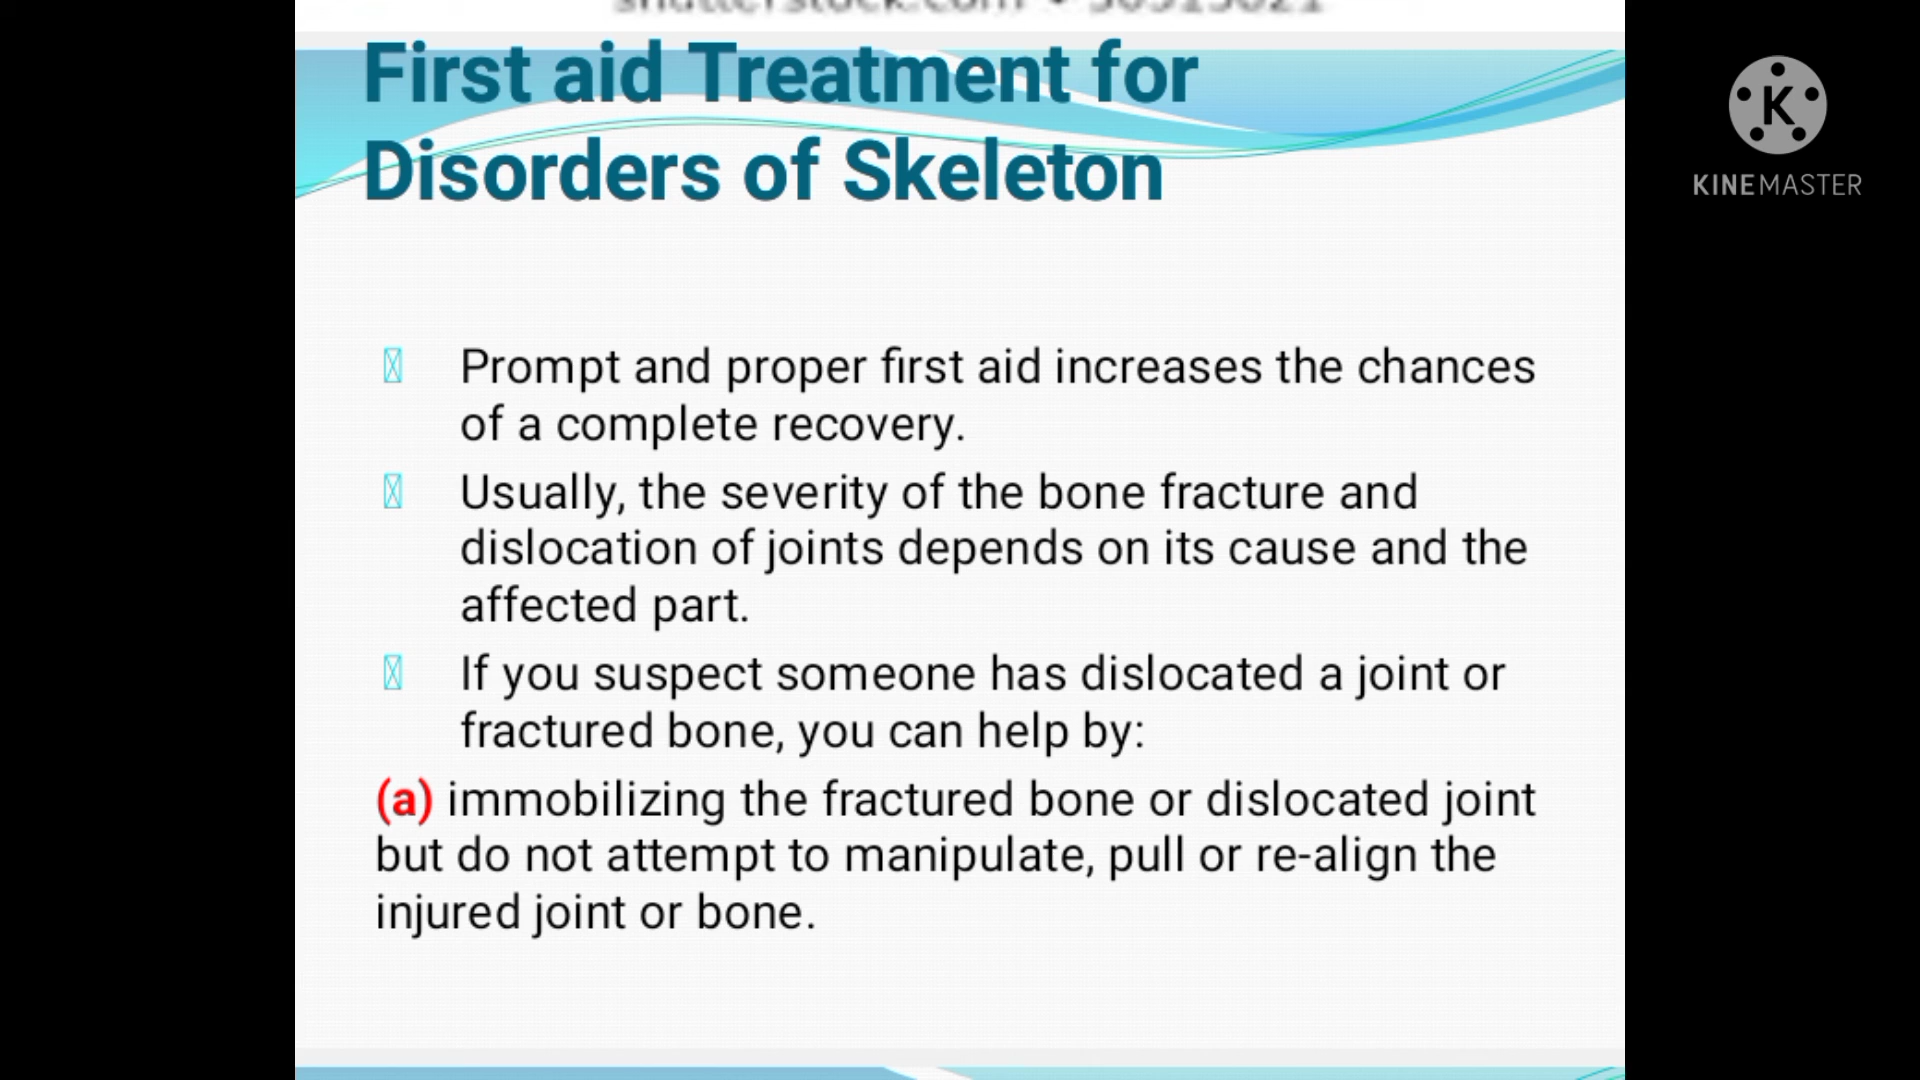 First aid Treatment for
Disorders of Skeleton
Prompt and proper first aid increases the chances
of a complete recovery.
Usually, the severity of the bone fracture and
dislocation of joints depends on its cause and the
affected part.
If you suspect someone has dislocated a joint or
fractured bone, you can help by:
(a) immobilizing the fractured bone or dislocated joint
but do not attempt to manipulate, pull or re-align the
injured joint or bone.
K
KINEMASTER